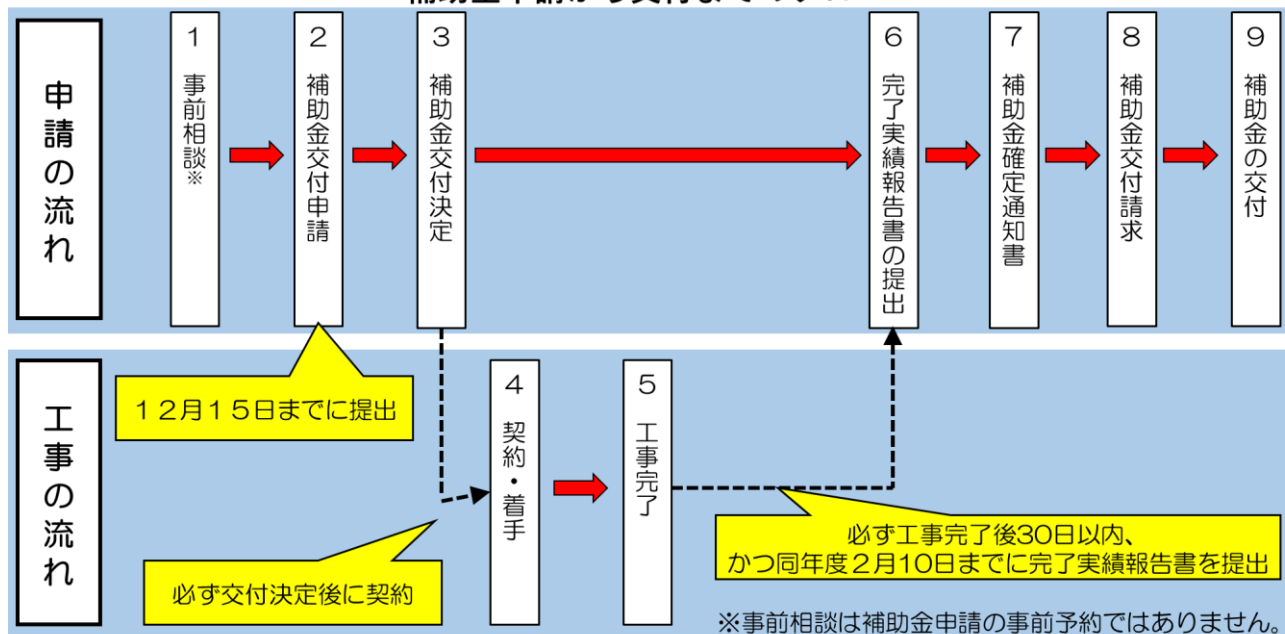 申請の流れ
1 事前相談※
2 補助金交付申請
3 補助金交付決定
6 完了実績報告書の提出
7 補助金確定通知書
8 補助金交付請求
9 補助金の交付
12月15日までに提出
工事の流れ
4 契約・着手
5 工事完了
必ず交付決定後に契約
必ず工事完了後30日以内、
かつ同年度2月10日までに完了実績報告書を提出
※事前相談は補助金申請の事前予約ではありません。